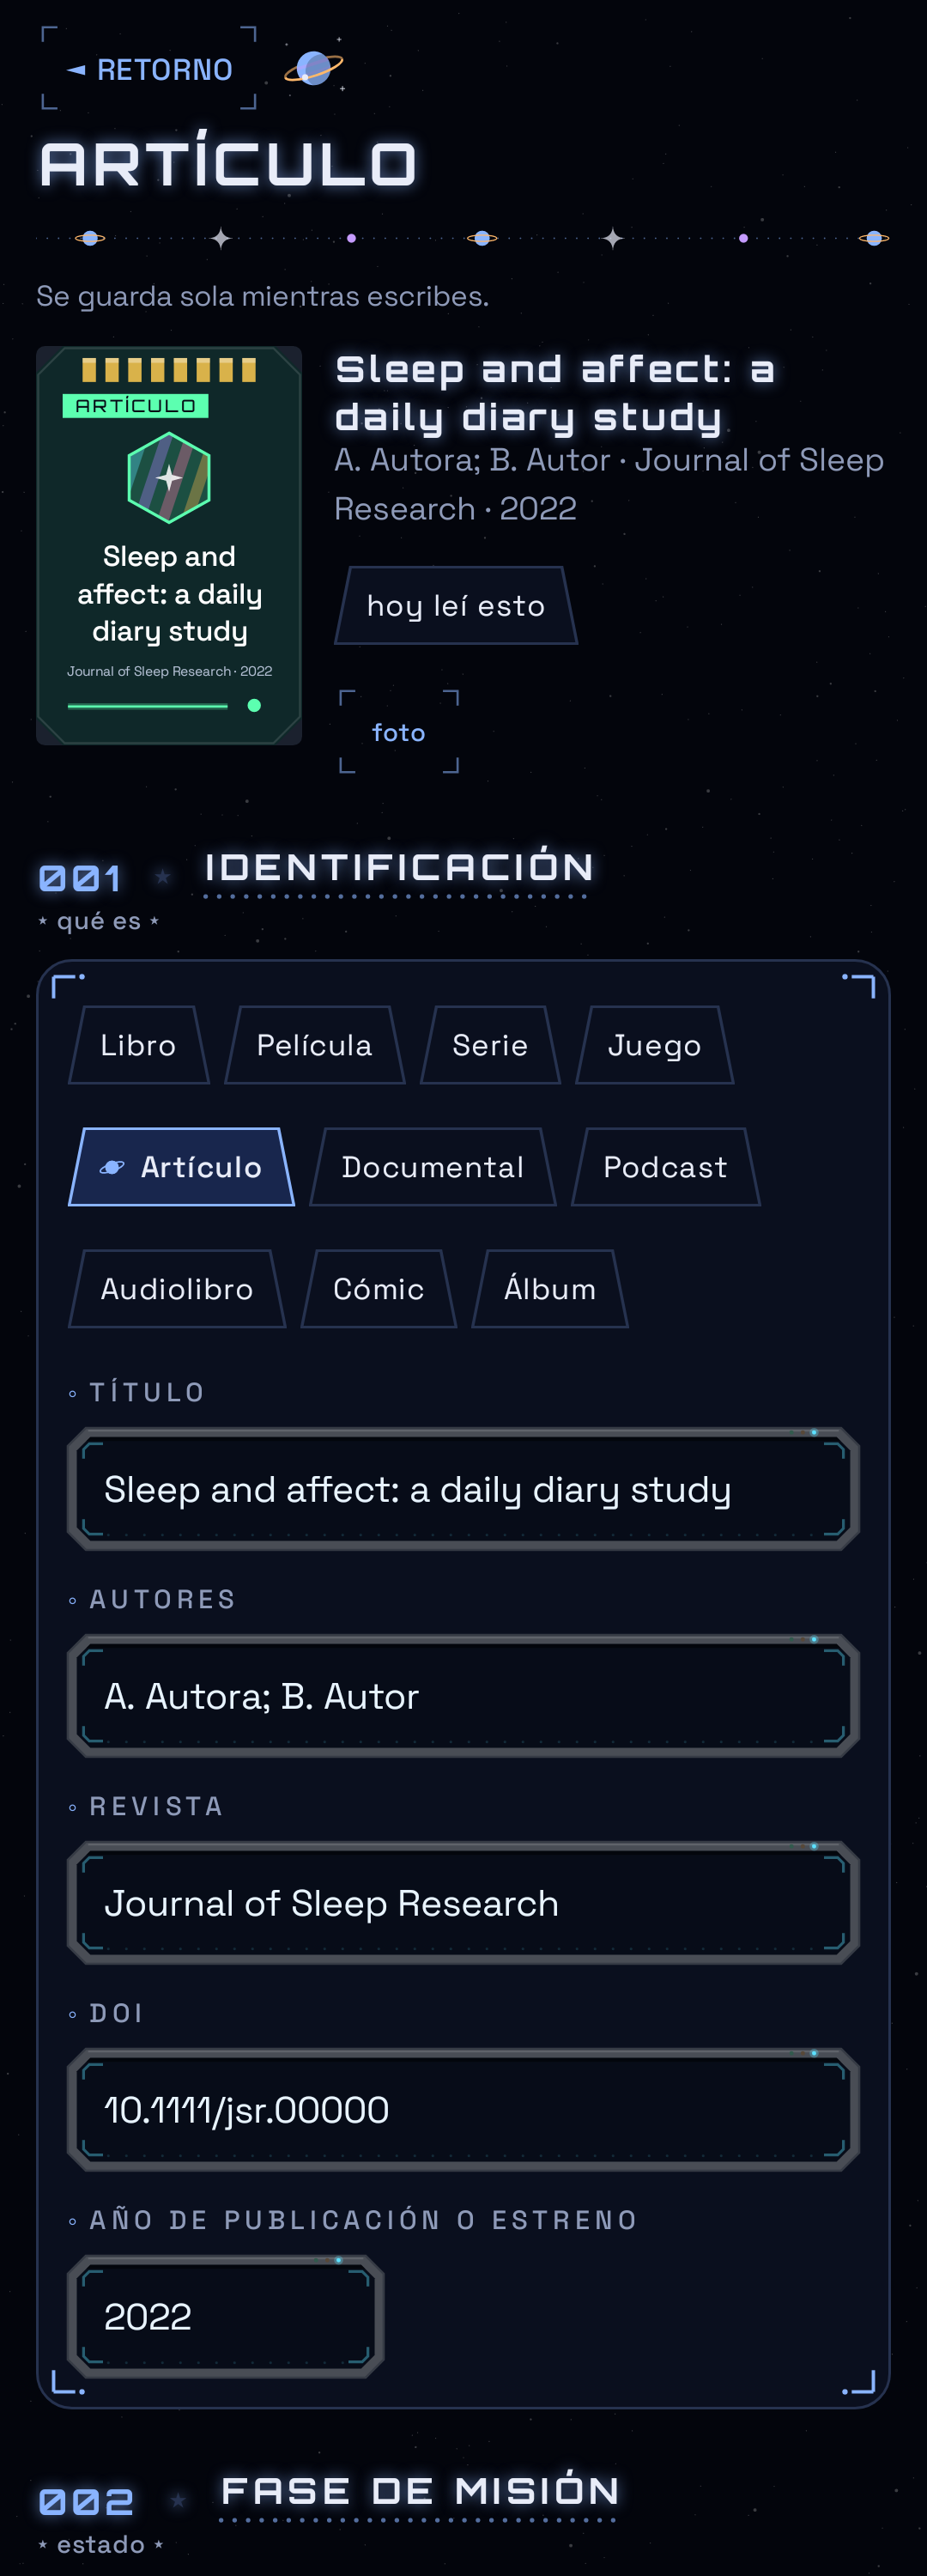 ◄ RETORNO
ARTÍCULO
Se guarda sola mientras escribes.
ARTÍCULO
Sleep and
affect: a daily
diary study
Journal of Sleep Research · 2022
Sleep and affect: a
daily diary study
A. Autora; B. Autor · Journal of Sleep
Research · 2022
hoy leí esto
foto
001 ★ IDENTIFICACIÓN
★ qué es ★
Libro Película Serie Juego
Artículo Documental Podcast
Audiolibro Cómic Álbum
TÍTULO
Sleep and affect: a daily diary study
AUTORES
A. Autora; B. Autor
REVISTA
Journal of Sleep Research
DOI
10.1111/jsr.00000
AÑO DE PUBLICACIÓN O ESTRENO
2022
002 ★ FASE DE MISIÓN
★ estado ★